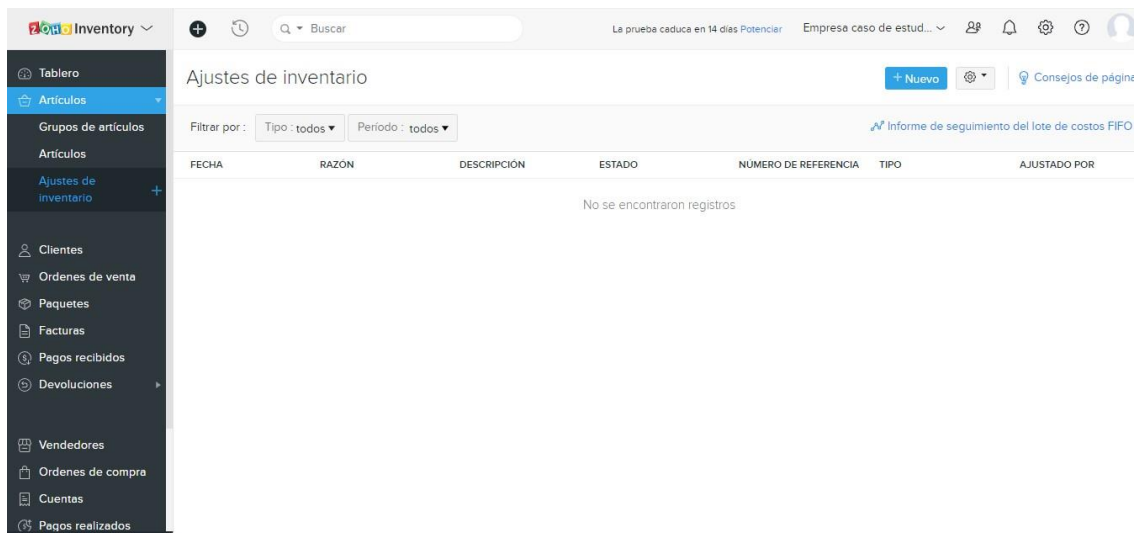 ZOHO Inventory
Buscar
La prueba caduca en 14 días Potenciar
Empresa caso de estud...
Tablero
Artículos
Grupos de artículos
Artículos
Ajustes de
inventario
Clientes
Ordenes de venta
Paquetes
Facturas
Pagos recibidos
Devoluciones
Vendedores
Ordenes de compra
Cuentas
Pagos realizados
Ajustes de inventario
+ Nuevo
Consejos de página
Filtrar por : Tipo : todos Período : todos
Informe de seguimiento del lote de costos FIFO
FECHA RAZÓN DESCRIPCIÓN ESTADO NÚMERO DE REFERENCIA TIPO AJUSTADO POR
No se encontraron registros